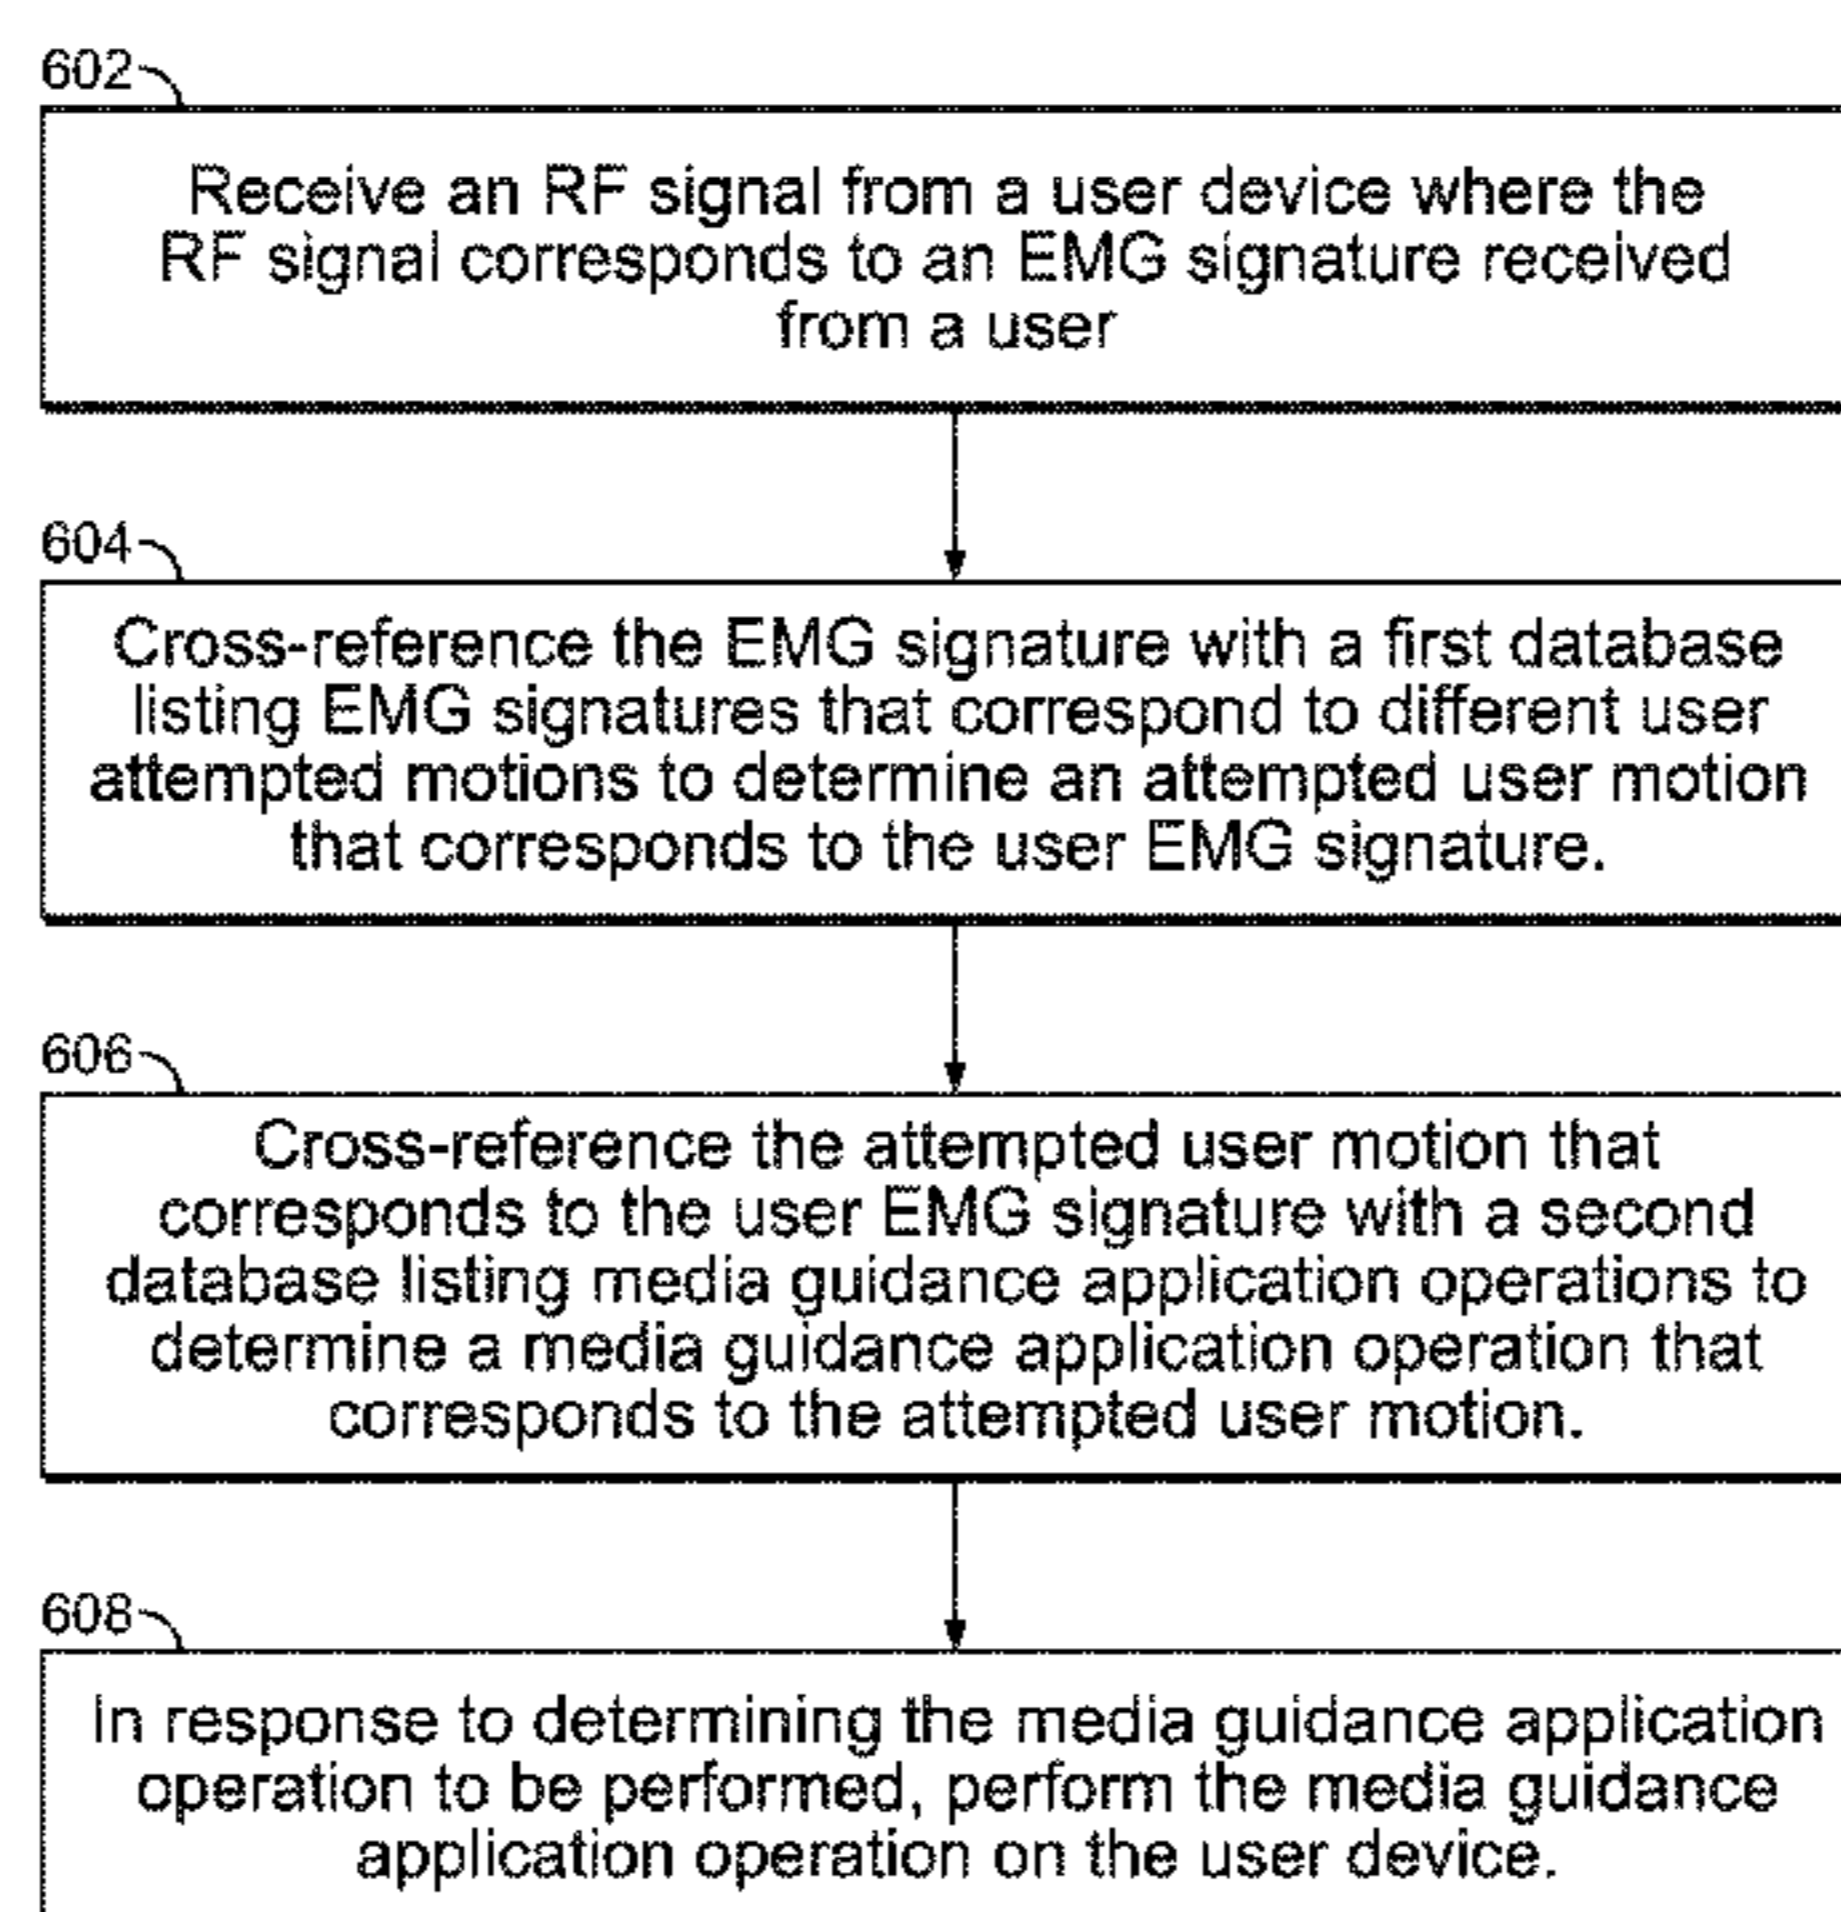 602
Receive an RF signal from a user device where the
RF signal corresponds to an EMG signature received
from a user
604
Cross-reference the EMG signature with a first database
listing EMG signatures that correspond to different user
attempted motions to determine an attempted user motion
that corresponds to the user EMG signature.
606
Cross-reference the attempted user motion that
corresponds to the user EMG signature with a second
database listing media guidance application operations to
determine a media guidance application operation that
corresponds to the attempted user motion.
608
In response to determining the media guidance application
operation to be performed, perform the media guidance
application operation on the user device.